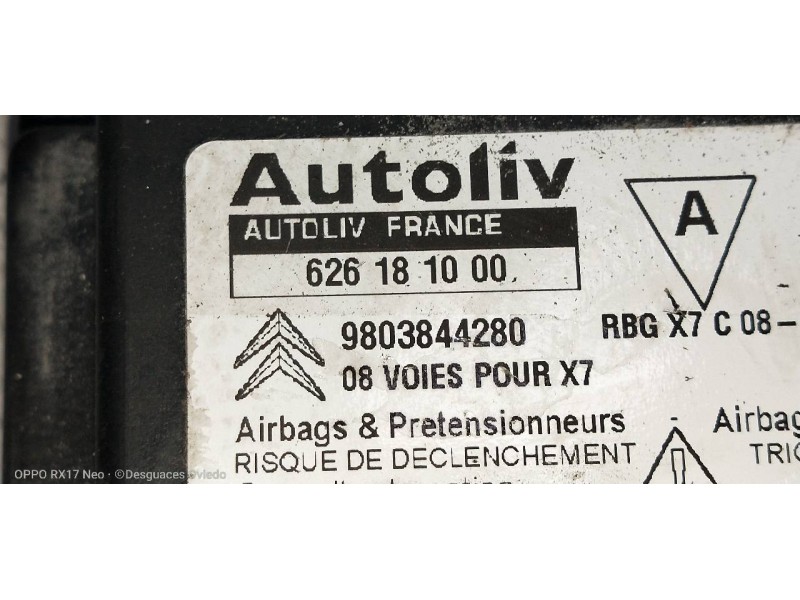 Autoliv
AUTOLIV FRANCE
A
626 18 10 00
9803844280
RBG X7 C 08-
08 VOIES POUR X7
Airbags & Pretensionneurs
Airbag
RISQUE DE DECLENCHEMENT
OPPO RX17 Neo · ©Desguaces Oviedo